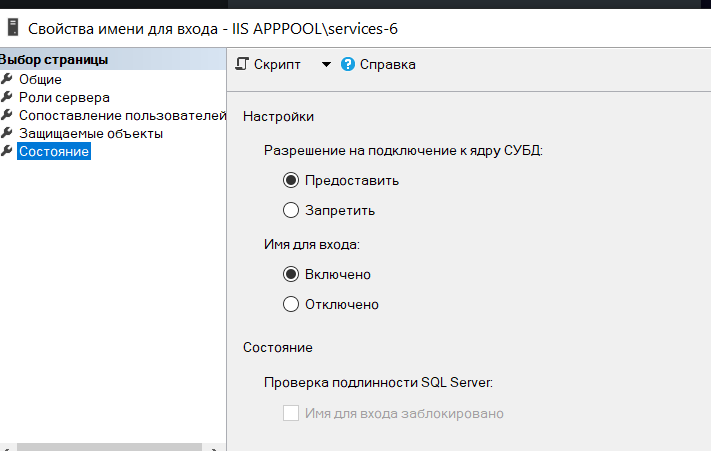 Свойства имени для входа - IIS APPPOOL\services-6
Выбор страницы
Общие
Роли сервера
Сопоставление пользователей
Защищаемые объекты
Состояние
Скрипт
Справка
Настройки
Разрешение на подключение к ядру СУБД:
Предоставить
Запретить
Имя для входа:
Включено
Отключено
Состояние
Проверка подлинности SQL Server:
Имя для входа заблокировано